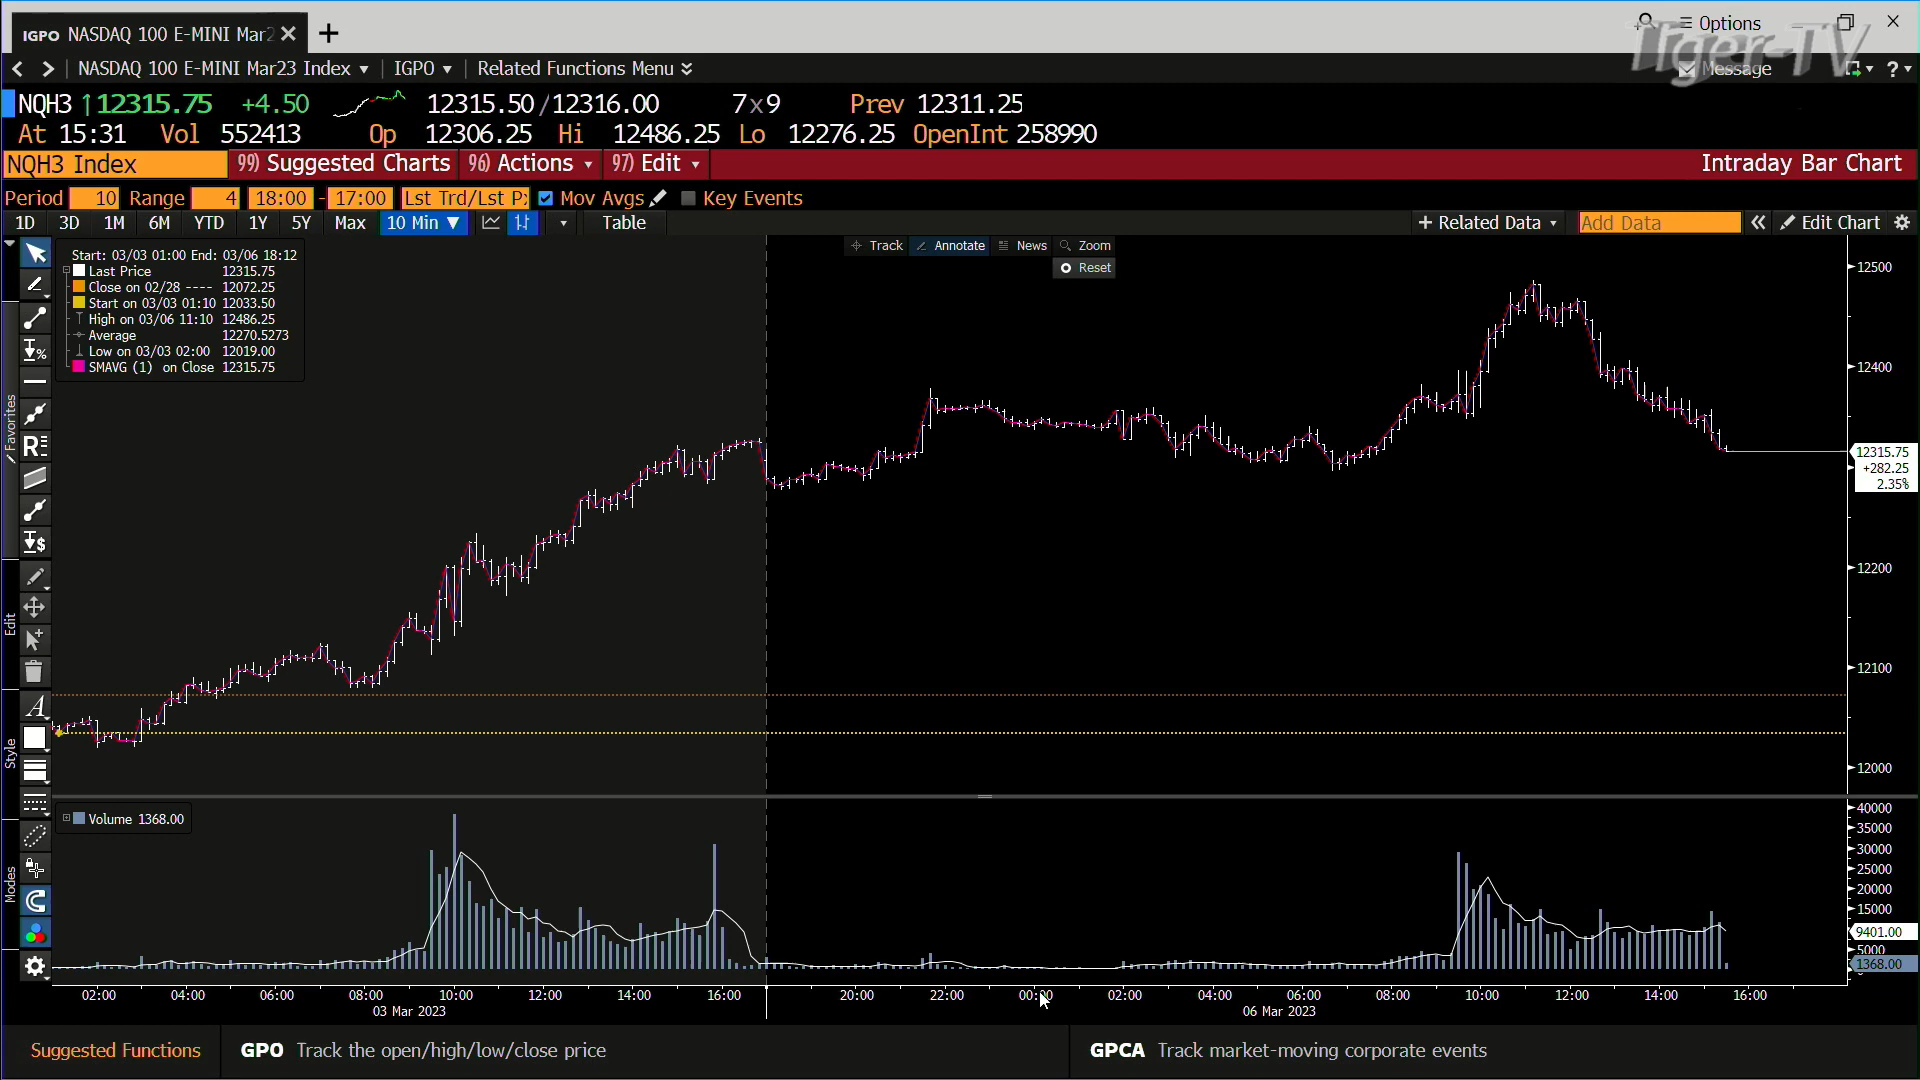 IGPO NASDAQ 100 E-MINI Mar2
Options
Tiger-TV
NASDAQ 100 E-MINI Mar23 Index IGPO Related Functions Menu Message ?
NQH3 ↑12315.75 +4.50 12315.50/12316.00 7x9 Prev 12311.25
At 15:31 Vol 552413 Op 12306.25 Hi 12486.25 Lo 12276.25 OpenInt 258990
NQH3 Index 99) Suggested Charts 96) Actions 97) Edit Intraday Bar Chart
Period 10 Range 4 18:00 - 17:00 Lst Trd/Lst P Mov Avgs Key Events
1D 3D 1M 6M YTD 1Y 5Y Max 10 Min ▼ Table + Related Data Add Data « Edit Chart
Track Annotate News Zoom
Reset
Start: 03/03 01:00 End: 03/06 18:12
Last Price 12315.75
Close on 02/28 ---- 12072.25
Start on 03/03 01:10 12033.50
High on 03/06 11:10 12486.25
Average 12270.5273
Low on 03/03 02:00 12019.00
SMAVG (1) on Close 12315.75
Favorites
Edit
Style
Modes
12500
12400
12315.75
+282.25
2.35%
12200
12100
12000
Volume 1368.00
40000
35000
30000
25000
20000
15000
9401.00
5000
1368.00
02:00 04:00 06:00 08:00 10:00 12:00 14:00 16:00 20:00 22:00 00:00 02:00 04:00 06:00 08:00 10:00 12:00 14:00 16:00
03 Mar 2023 06 Mar 2023
Suggested Functions GPO Track the open/high/low/close price GPCA Track market-moving corporate events